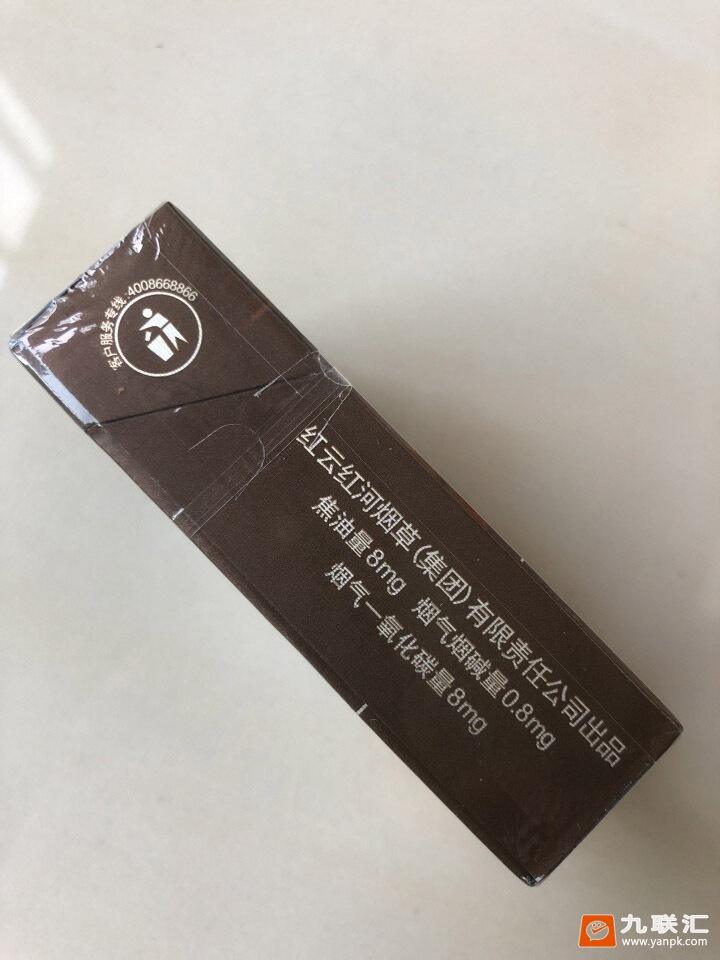 客户服务专线:4008668866
红云红河烟草(集团)有限责任公司出品
焦油量8mg 烟气烟碱量0.8mg
烟气一氧化碳量8mg
九联汇
www.yanpk.com